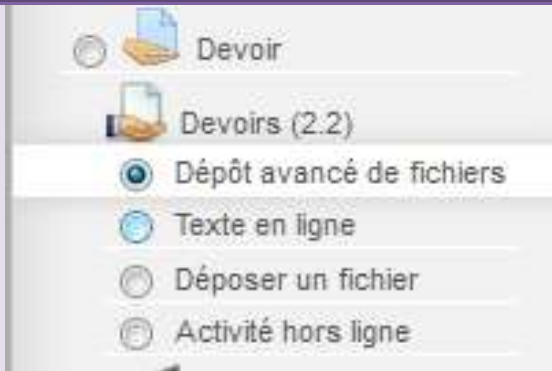 Devoir
Devoirs (2.2)
Dépôt avancé de fichiers
Texte en ligne
Déposer un fichier
Activité hors ligne